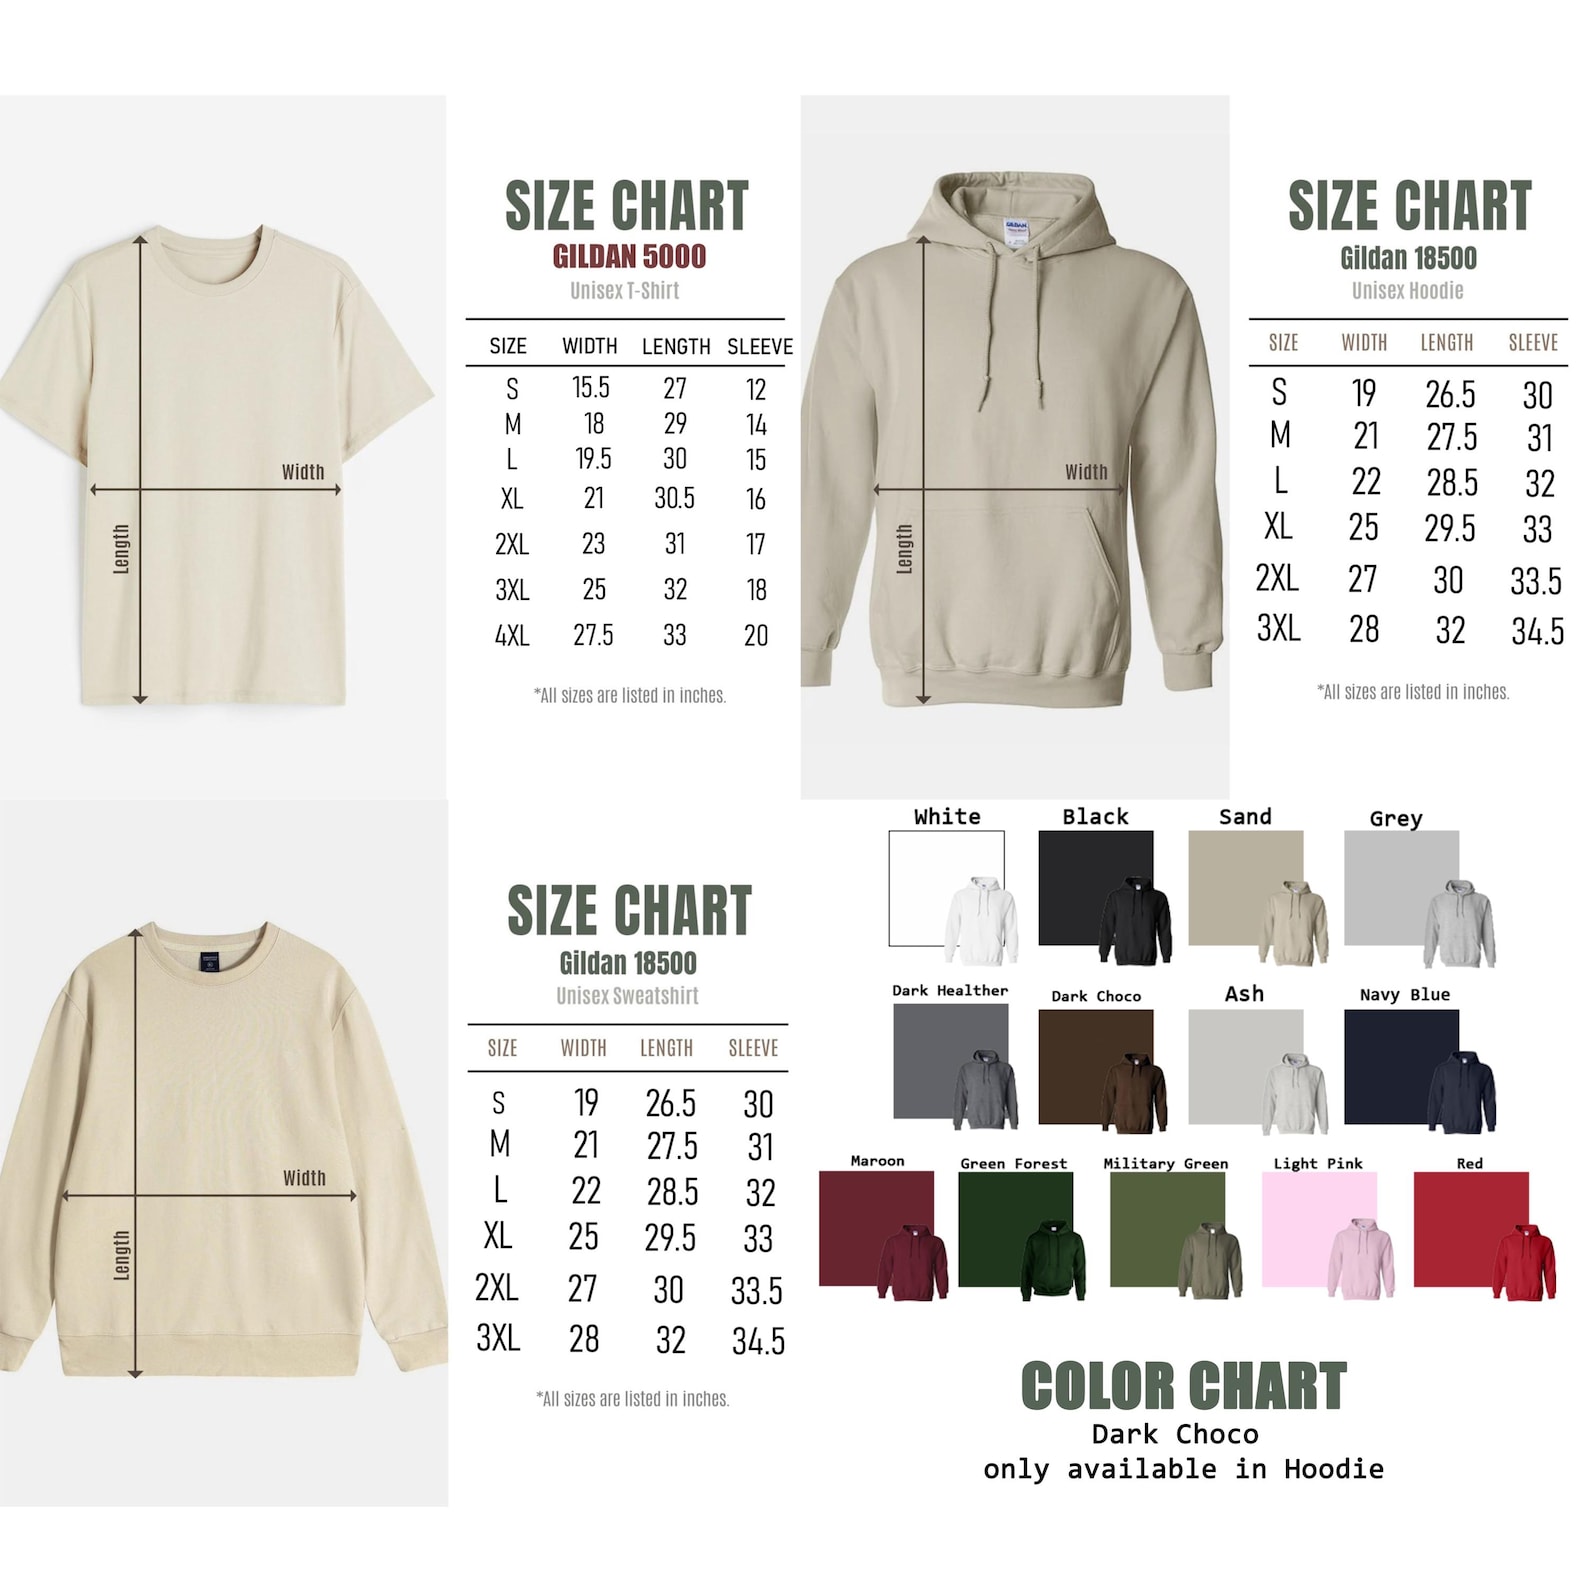 SIZE CHART
GILDAN 5000
Unisex T-Shirt
SIZE WIDTH LENGTH SLEEVE
S 15.5 27 12
M 18 29 14
L 19.5 30 15
XL 21 30.5 16
2XL 23 31 17
3XL 25 32 18
4XL 27.5 33 20
*All sizes are listed in inches.
Width
Length
GILDAN
SIZE CHART
Gildan 18500
Unisex Hoodie
SIZE WIDTH LENGTH SLEEVE
S 19 26.5 30
M 21 27.5 31
L 22 28.5 32
XL 25 29.5 33
2XL 27 30 33.5
3XL 28 32 34.5
*All sizes are listed in inches.
Width
Length
SIZE CHART
Gildan 18500
Unisex Sweatshirt
SIZE WIDTH LENGTH SLEEVE
S 19 26.5 30
M 21 27.5 31
L 22 28.5 32
XL 25 29.5 33
2XL 27 30 33.5
3XL 28 32 34.5
*All sizes are listed in inches.
Width
Length
White Black Sand Grey
Dark Healther Dark Choco Ash Navy Blue
Maroon Green Forest Military Green Light Pink Red
COLOR CHART
Dark Choco
only available in Hoodie